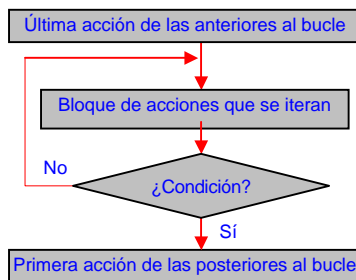 Última acción de las anteriores al bucle
Bloque de acciones que se iteran
No
¿Condición?
Sí
Primera acción de las posteriores al bucle